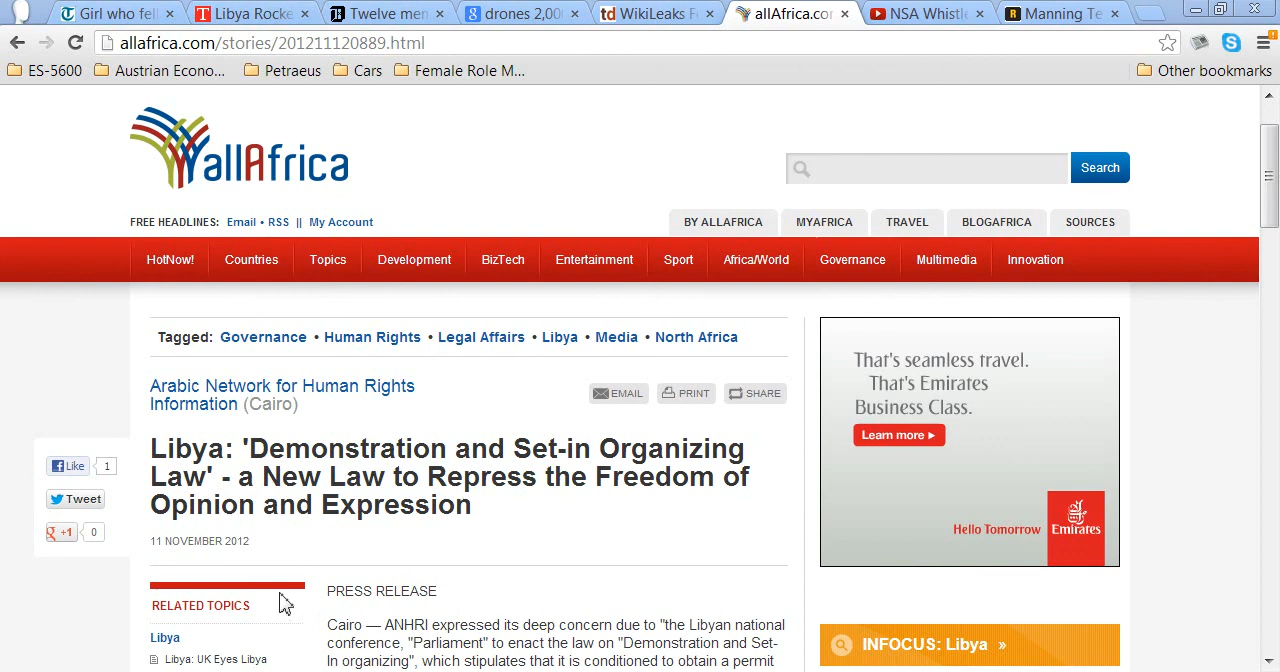 Girl who fell
Libya Rocke
Twelve men
drones 2,00
WikiLeaks F
allAfrica.co
NSA Whistle
Manning Te
allafrica.com/stories/201211120889.html
ES-5600
Austrian Econo...
Petraeus
Cars
Female Role M...
Other bookmarks
allAfrica
Search
FREE HEADLINES: Email • RSS || My Account
BY ALLAFRICA
MYAFRICA
TRAVEL
BLOGAFRICA
SOURCES
HotNow!
Countries
Topics
Development
BizTech
Entertainment
Sport
Africa/World
Governance
Multimedia
Innovation
Tagged: Governance • Human Rights • Legal Affairs • Libya • Media • North Africa
Arabic Network for Human Rights
Information (Cairo)
EMAIL
PRINT
SHARE
Libya: 'Demonstration and Set-in Organizing
Law' - a New Law to Repress the Freedom of
Opinion and Expression
11 NOVEMBER 2012
Like 1
Tweet
+1 0
RELATED TOPICS
Libya
Libya: UK Eyes Libya
PRESS RELEASE
Cairo — ANHRI expressed its deep concern due to "the Libyan national
conference, "Parliament" to enact the law on "Demonstration and Set-
In organizing", which stipulates that it is conditioned to obtain a permit
That's seamless travel.
That's Emirates
Business Class.
Learn more
Hello Tomorrow
Emirates
INFOCUS: Libya »